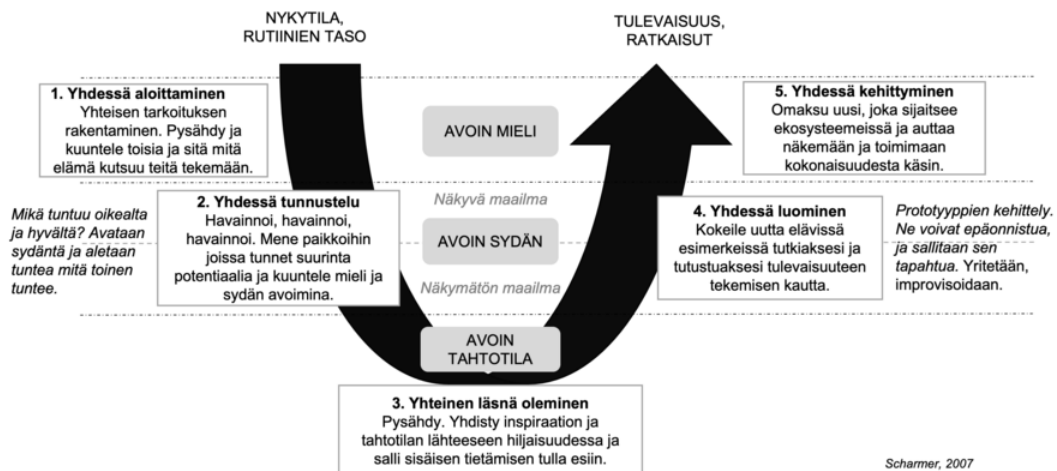 NYKYTILA,
RUTIINIEN TASO
TULEVAISUUS,
RATKAISUT
1. Yhdessä aloittaminen
Yhteisen tarkoituksen
rakentaminen. Pysähdy ja
kuuntele toisia ja sitä mitä
elämä kutsuu teitä tekemään.
AVOIN MIELI
5. Yhdessä kehittyminen
Omaksu uusi, joka sijaitsee
ekosysteemeissä ja auttaa
näkemään ja toimimaan
kokonaisuudesta käsin.
Mikä tuntuu oikealta
ja hyvältä? Avataan
sydäntä ja aletaan
tuntea mitä toinen
tuntee.
2. Yhdessä tunnustelu
Havainnoi, havainnoi,
havainnoi. Mene paikkoihin
joissa tunnet suurinta
potentiaalia ja kuuntele mieli ja
sydän avoimina.
Näkyvä maailma
AVOIN SYDÄN
Näkymätön maailma
4. Yhdessä luominen
Kokeile uutta elävissä
esimerkeissä tutkiaksesi ja
tutustuaksesi tulevaisuuteen
tekemisen kautta.
Prototyyppien kehittely.
Ne voivat epäonnistua,
ja sallitaan sen
tapahtua. Yritetään,
improvisoidaan.
AVOIN
TAHTOTILA
3. Yhteinen läsnä oleminen
Pysähdy. Yhdisty inspiraation ja
tahtotilan lähteeseen hiljaisuudessa ja
salli sisäisen tietämisen tulla esiin.
Scharmer, 2007